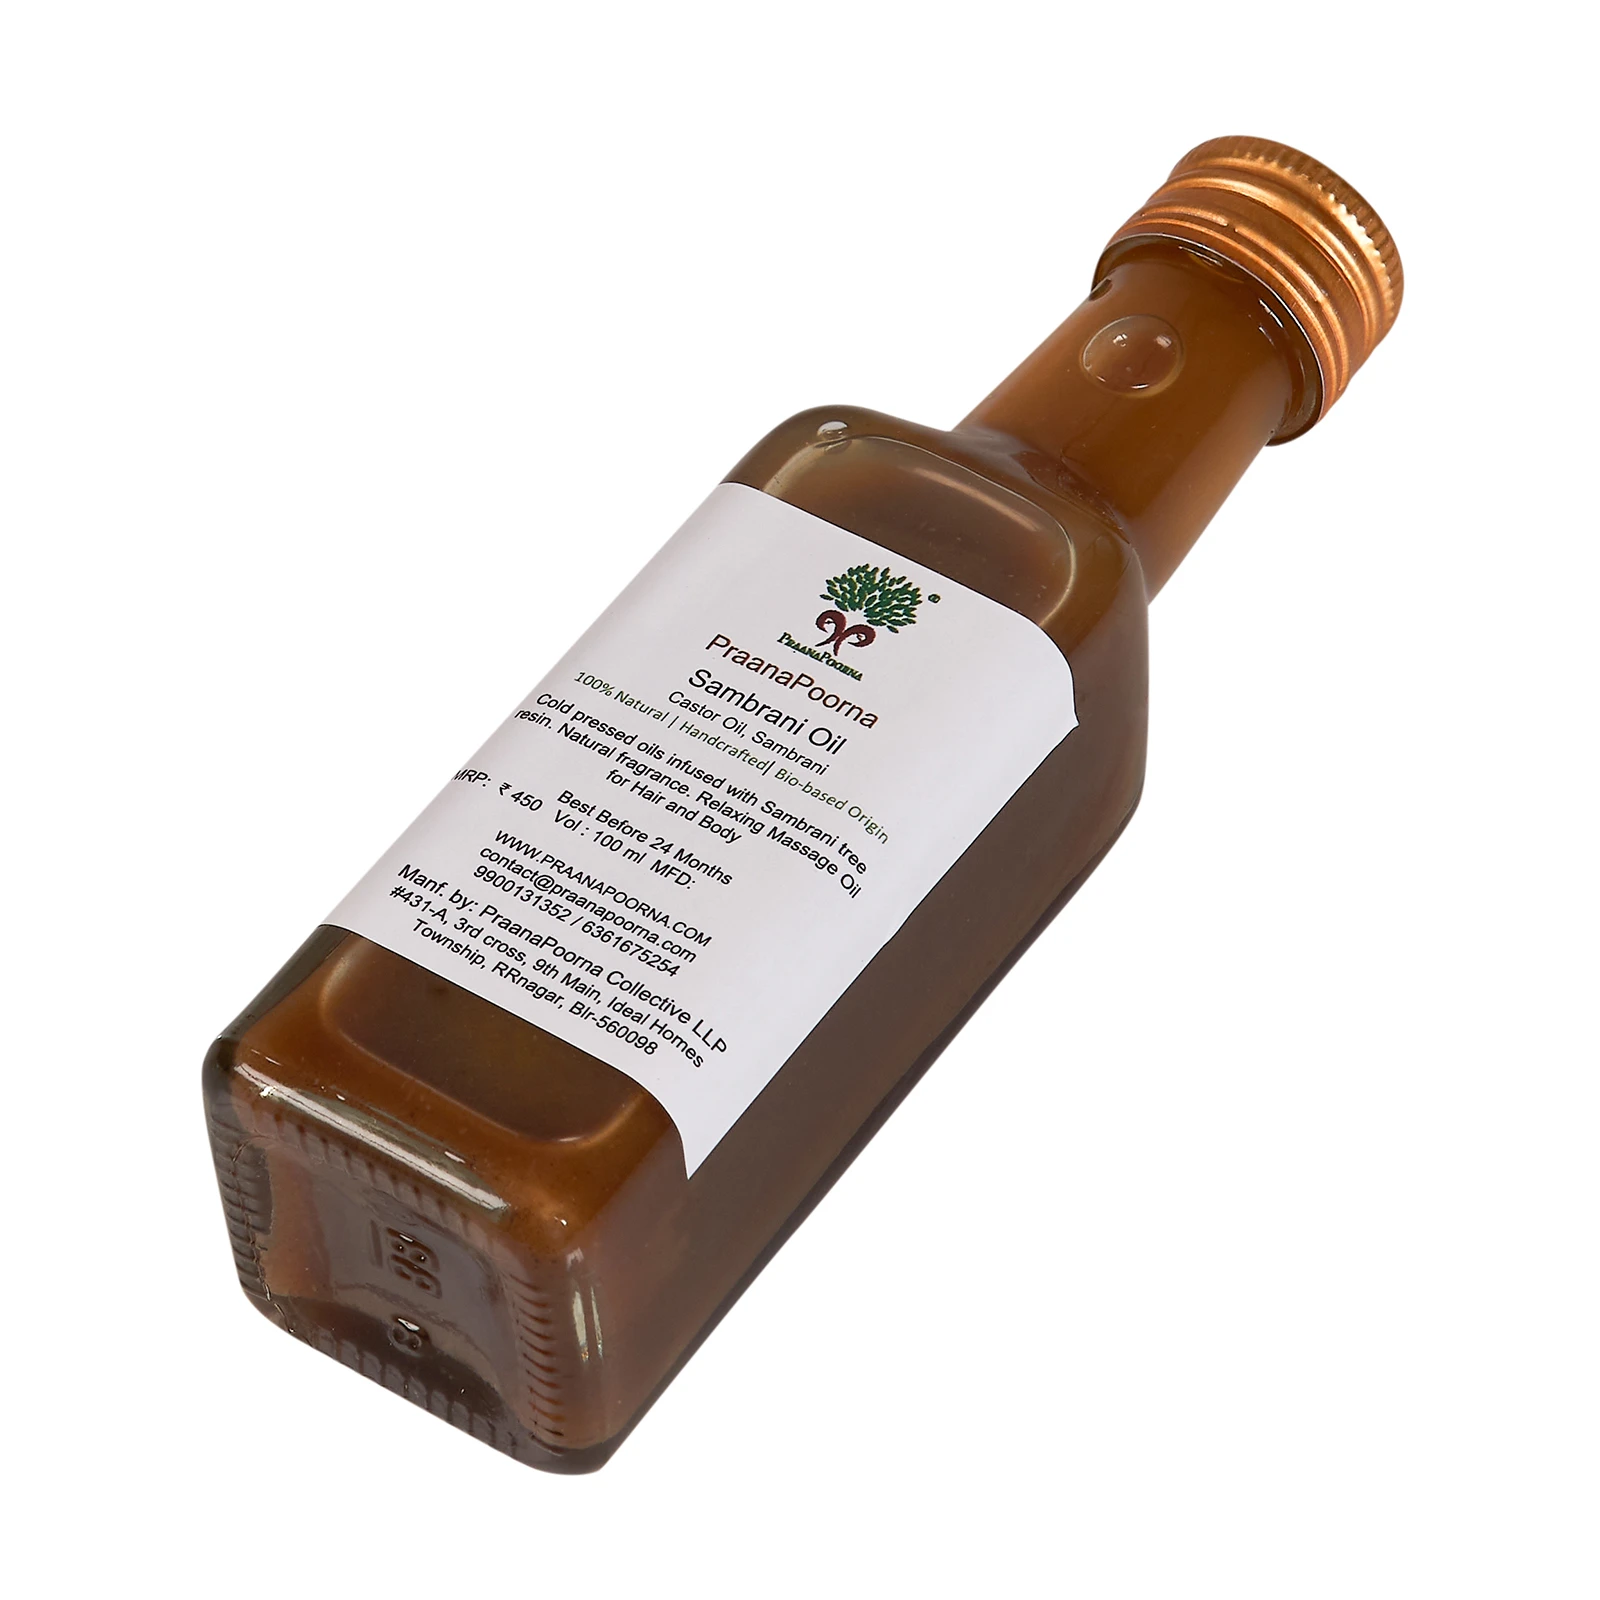 PRAANAPOORNA
PraanaPoorna
Sambrani Oil
Castor Oil, Sambrani
100% Natural | Handcrafted| Bio-based Origin
Cold pressed oils infused with Sambrani tree
resin. Natural fragrance. Relaxing Massage Oil
for Hair and Body
Best Before 24 Months
MRP: ₹ 450 Vol : 100 ml MFD:
WWW.PRAANAPOORNA.COM
contact@praanapoorna.com
9900131352 / 6361675254
Manf. by: PraanaPoorna Collective LLP
#431-A, 3rd cross, 9th Main, Ideal Homes
Township, RRnagar, Blr-560098